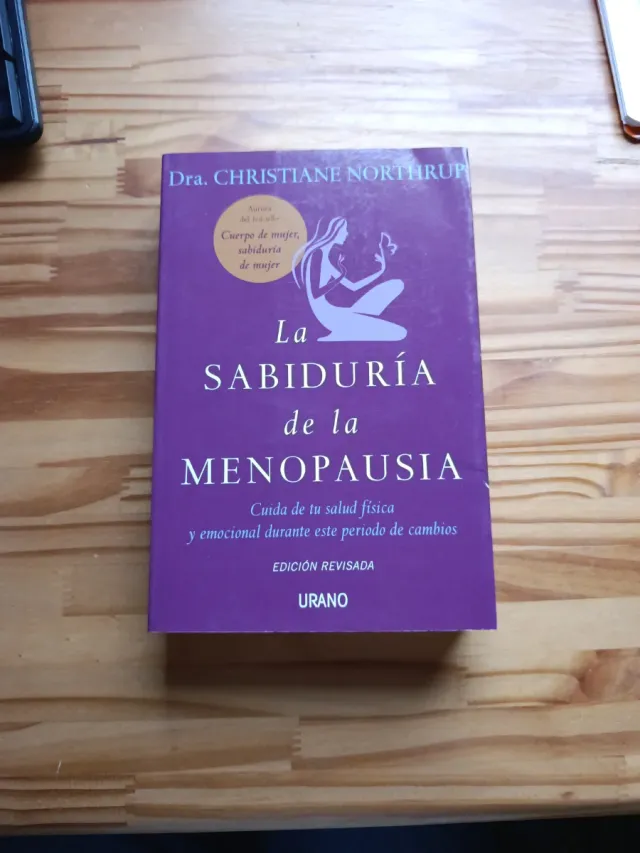 Dra. CHRISTIANE NORTHRUP
Autora
del best seller
Cuerpo de mujer,
sabiduría
de mujer
La
SABIDURÍA
de la
MENOPAUSIA
Cuida de tu salud física
y emocional durante este periodo de cambios
EDICIÓN REVISADA
URANO